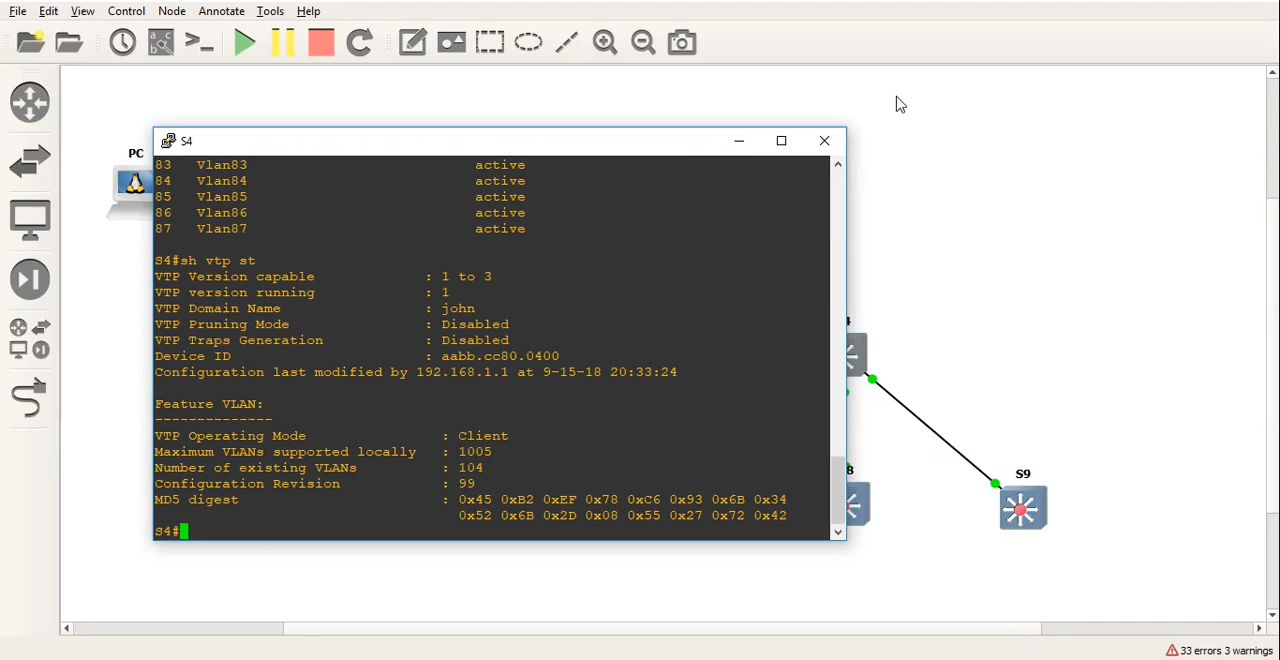 File Edit View Control Node Annotate Tools Help
PC
S4
83 Vlan83 active
84 Vlan84 active
85 Vlan85 active
86 Vlan86 active
87 Vlan87 active
S4#sh vtp st
VTP Version capable : 1 to 3
VTP version running : 1
VTP Domain Name : john
VTP Pruning Mode : Disabled
VTP Traps Generation : Disabled
Device ID : aabb.cc80.0400
Configuration last modified by 192.168.1.1 at 9-15-18 20:33:24
Feature VLAN:
--------------
VTP Operating Mode : Client
Maximum VLANs supported locally : 1005
Number of existing VLANs : 104
Configuration Revision : 99
MD5 digest : 0x45 0xB2 0xEF 0x78 0xC6 0x93 0x6B 0x34
0x52 0x6B 0x2D 0x08 0x55 0x27 0x72 0x42
S4#
4
8
S9
33 errors 3 warnings